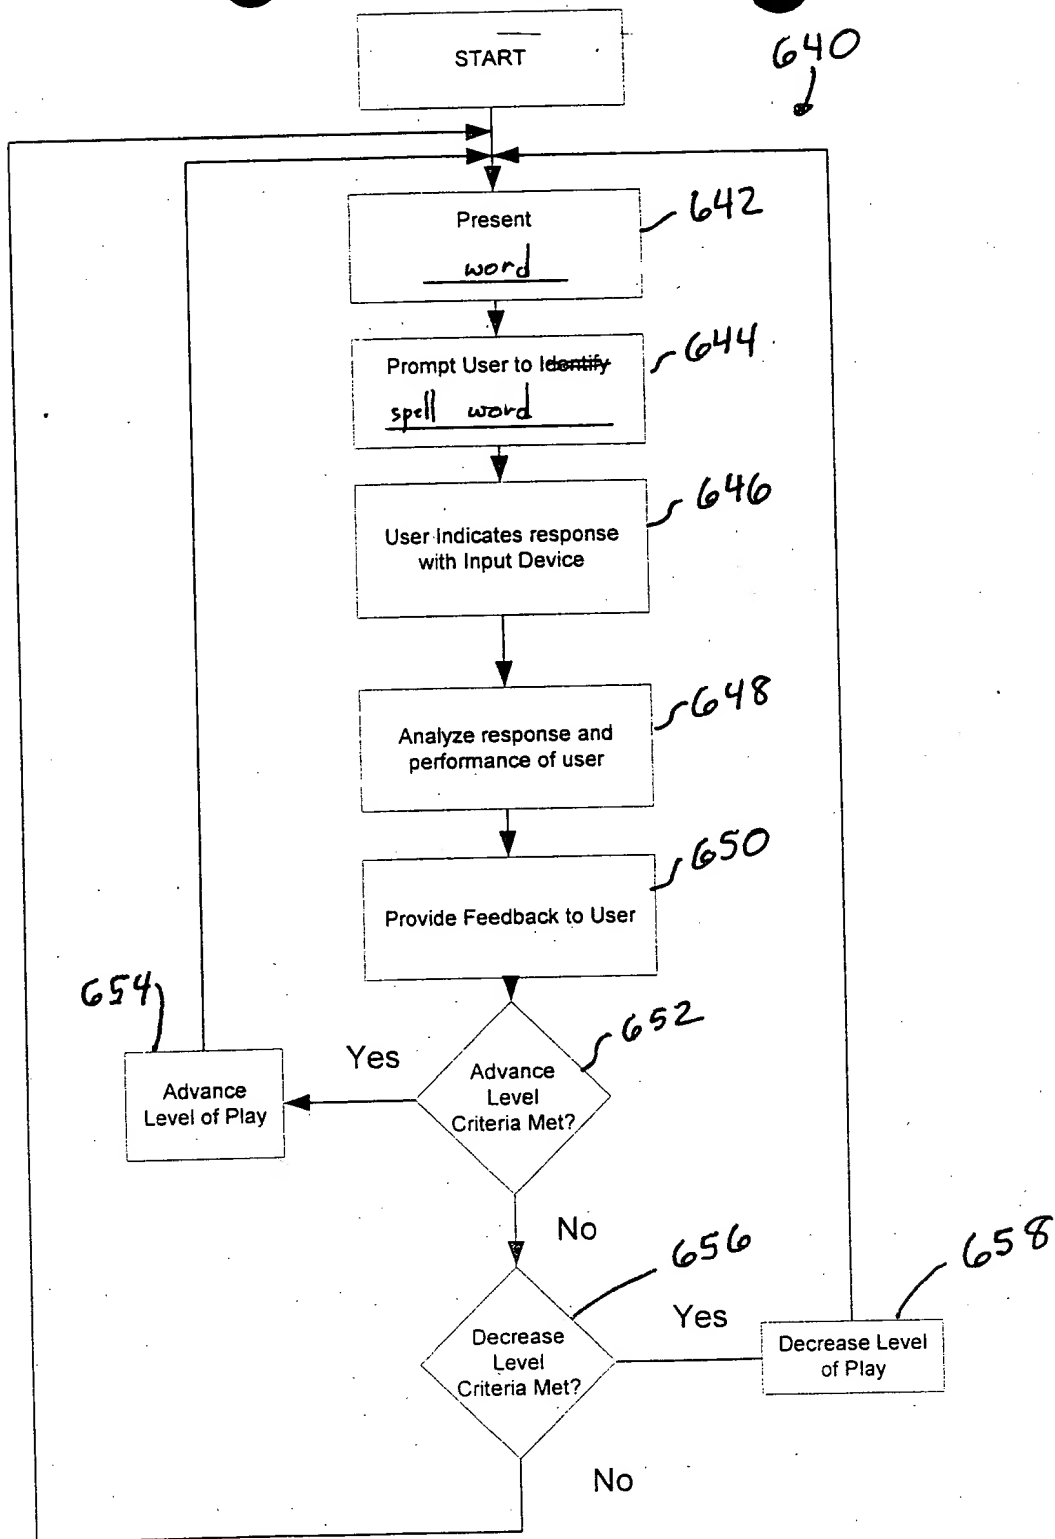 START
640
Present
word
642
Prompt User to Identify
spell word
644
User Indicates response
with Input Device
646
Analyze response and
performance of user
648
Provide Feedback to User
650
654
Advance
Level of Play
Yes
Advance
Level
Criteria Met?
652
No
Decrease
Level
Criteria Met?
656
Yes
658
Decrease Level
of Play
No